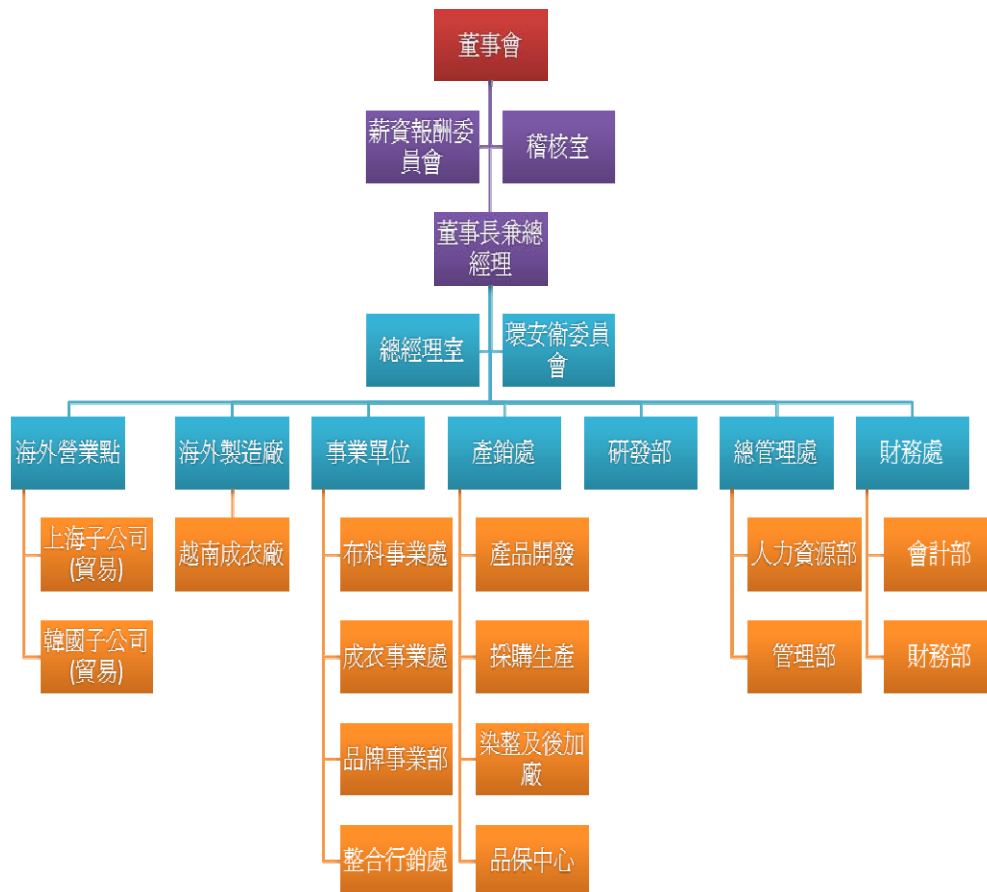 董事會
薪資報酬委
員會
稽核室
董事長兼總
經理
總經理室
環安衞委員
會
海外營業點
海外製造廠
事業單位
產銷處
研發部
總管理處
財務處
上海子公司
(貿易)
越南成衣廠
布料事業處
產品開發
人力資源部
會計部
韓國子公司
(貿易)
成衣事業處
採購生產
管理部
財務部
品牌事業部
染整及後加
廠
整合行銷處
品保中心